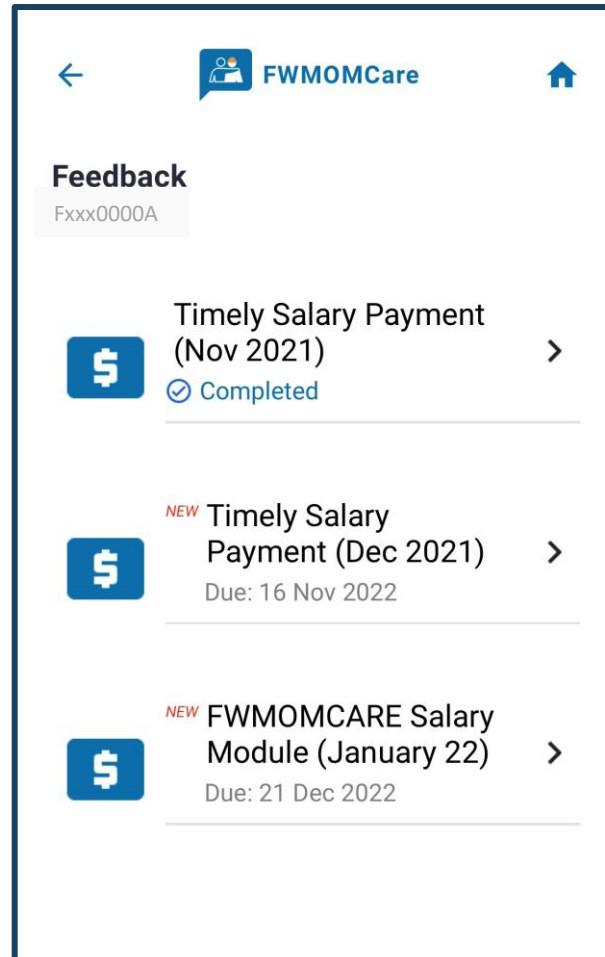 FWMOMCare
Feedback
Fxxx0000A
Timely Salary Payment
(Nov 2021)
Completed
NEW Timely Salary
Payment (Dec 2021)
Due: 16 Nov 2022
NEW FWMOMCARE Salary
Module (January 22)
Due: 21 Dec 2022